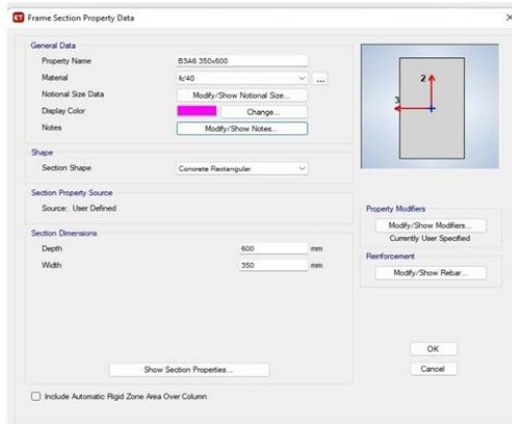 ET Frame Section Property Data
General Data
Property Name B3A6 350x600
Material fc'40 ...
Notional Size Data Modify/Show Notional Size...
Display Color Change...
Notes Modify/Show Notes...
Shape
Section Shape Concrete Rectangular
Section Property Source
Source: User Defined
Section Dimensions
Depth 600 mm
Width 350 mm
Show Section Properties...
Include Automatic Rigid Zone Area Over Column
2
3
Property Modifiers
Modify/Show Modifiers...
Currently User Specified
Reinforcement
Modify/Show Rebar...
OK
Cancel